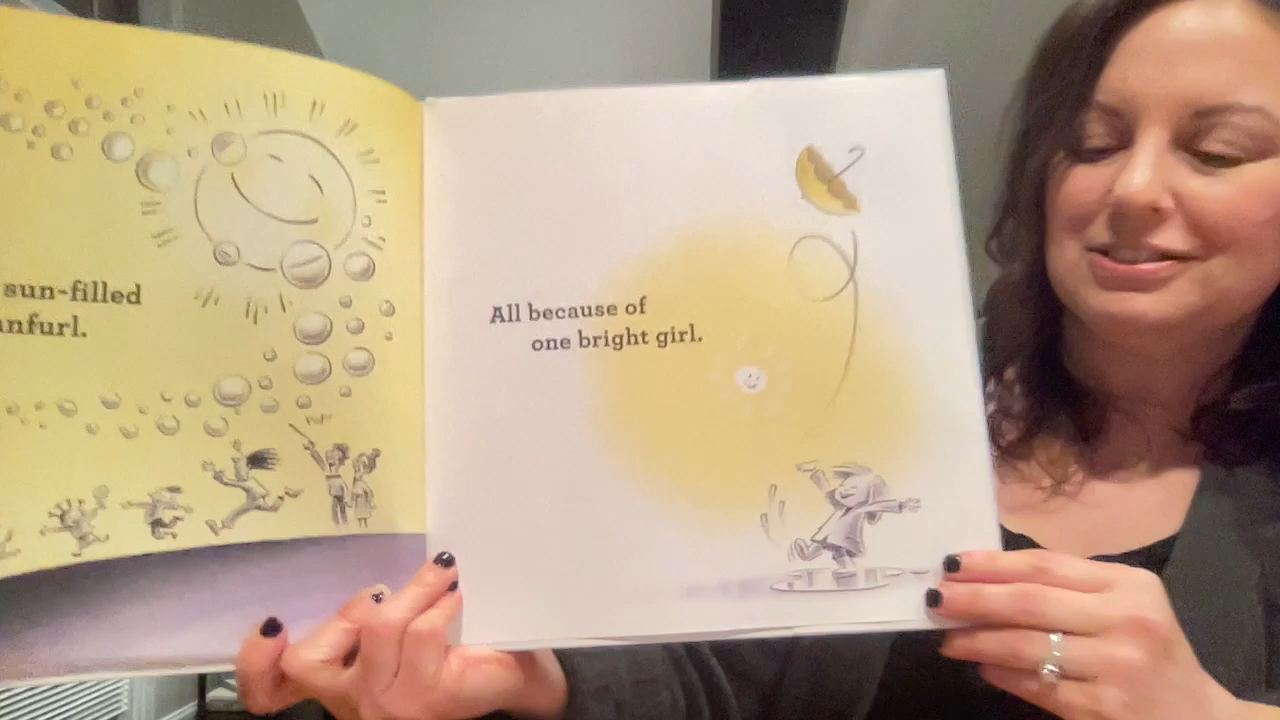 sun-filled
unfurl.
All because of
one bright girl.